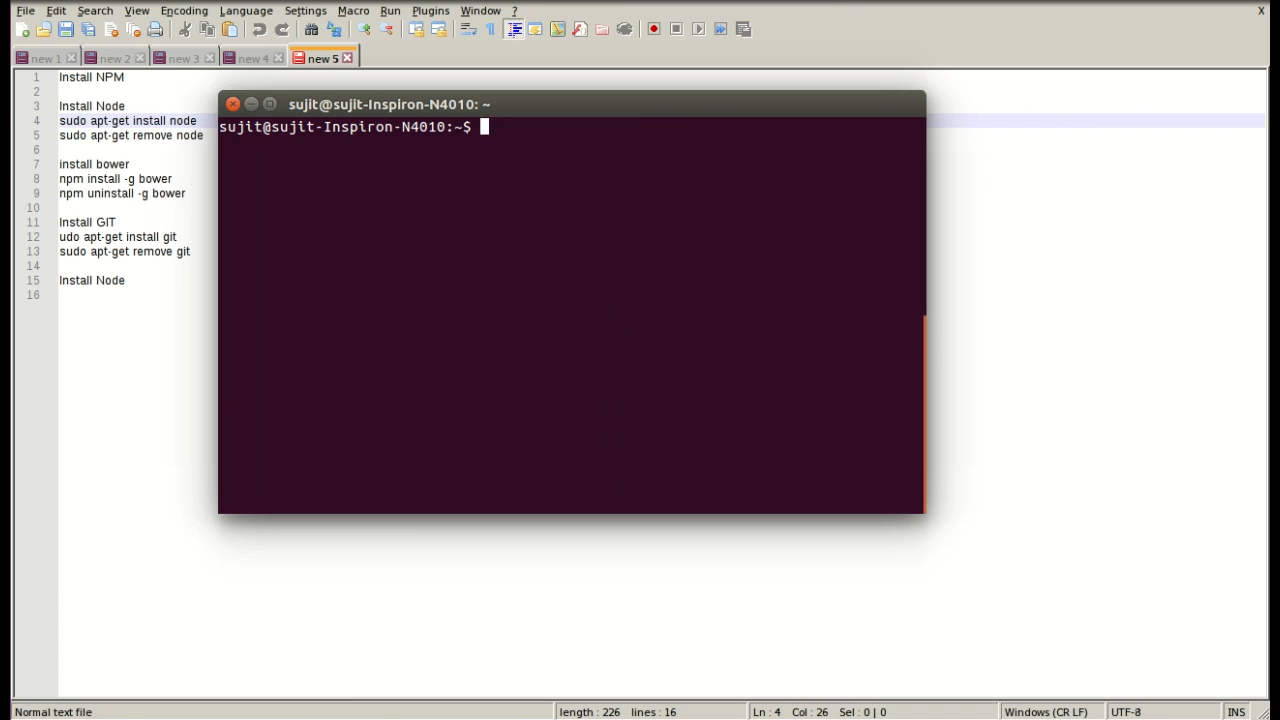 File Edit Search View Encoding Language Settings Macro Run Plugins Window ? X
new 1 new 2 new 3 new 4 new 5
1 Install NPM
2
3 Install Node
4 sudo apt-get install node
5 sudo apt-get remove node
6
7 install bower
8 npm install -g bower
9 npm uninstall -g bower
10
11 Install GIT
12 udo apt-get install git
13 sudo apt-get remove git
14
15 Install Node
16
sujit@sujit-Inspiron-N4010: ~
sujit@sujit-Inspiron-N4010:~$
Normal text file length : 226 lines : 16 Ln : 4 Col : 26 Sel : 0 | 0 Windows (CR LF) UTF-8 INS